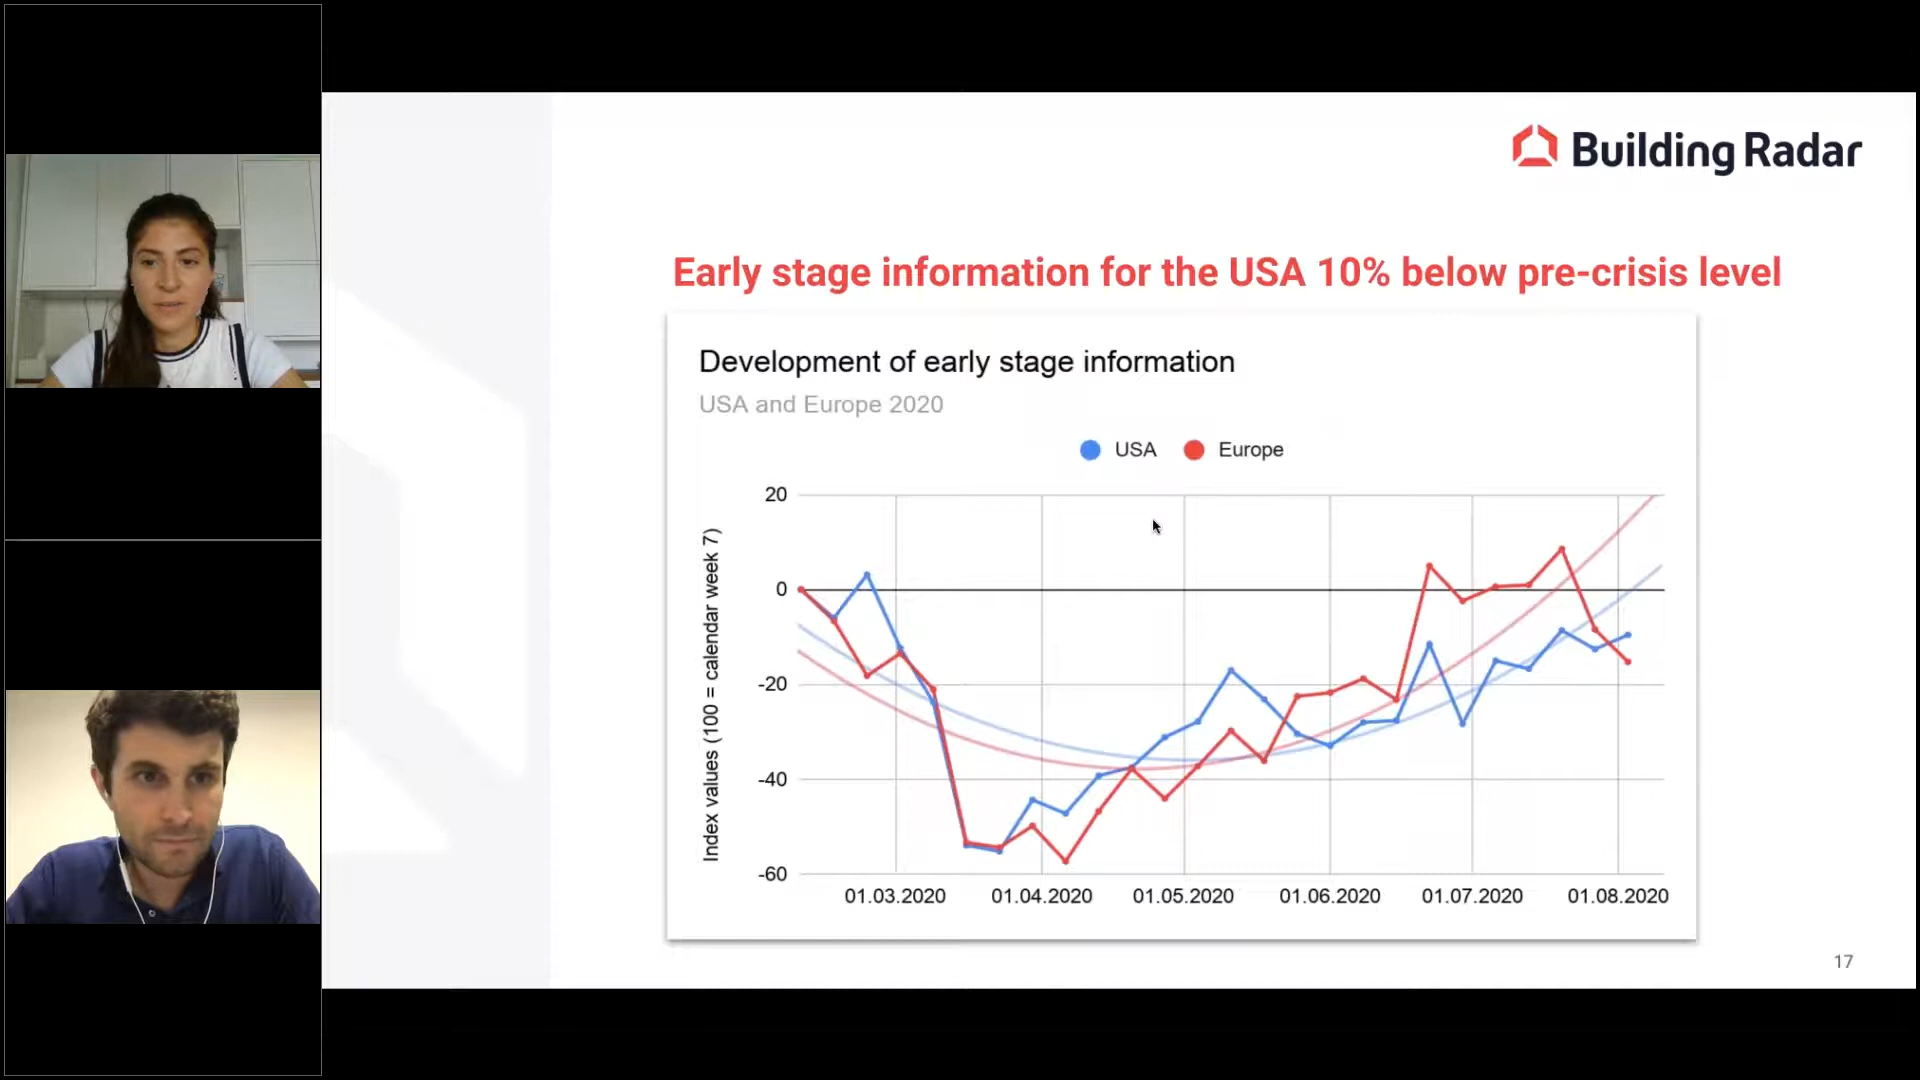 Building Radar
Early stage information for the USA 10% below pre-crisis level
Development of early stage information
USA and Europe 2020
USA Europe
Index values (100 = calendar week 7)
20
0
-20
-40
-60
01.03.2020 01.04.2020 01.05.2020 01.06.2020 01.07.2020 01.08.2020
17